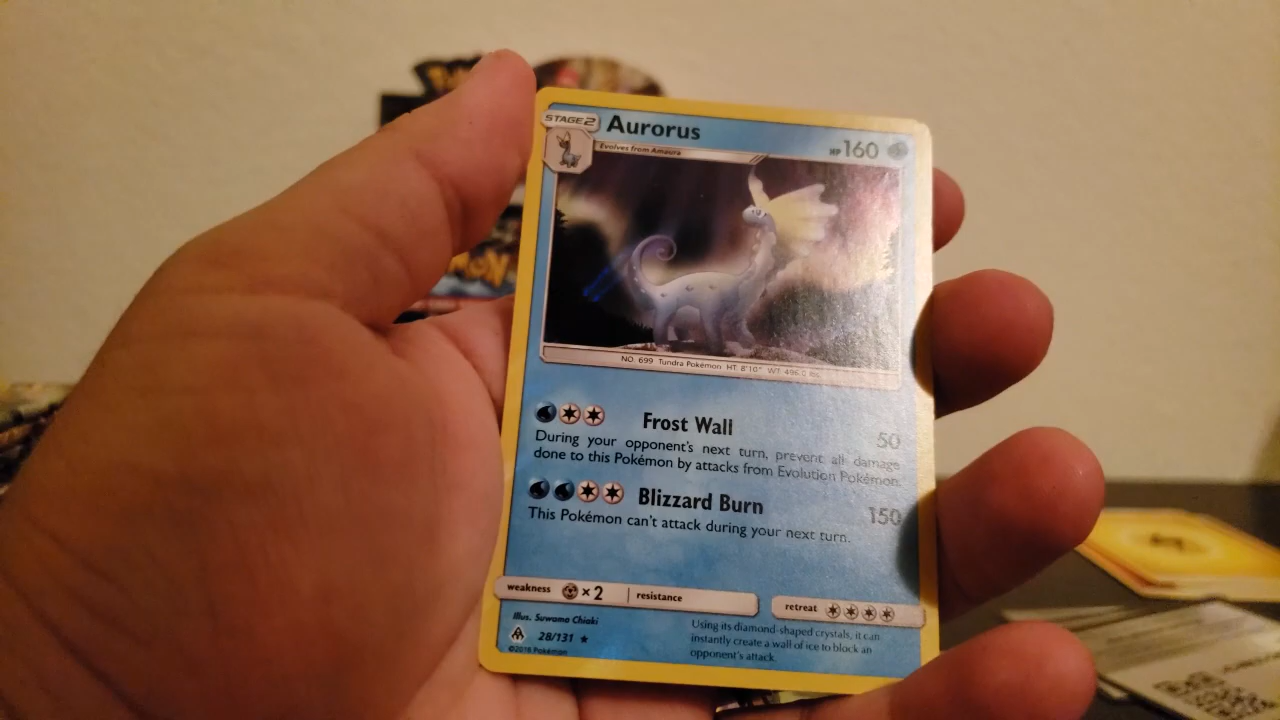 STAGE2
Aurorus
HP 160
Evolves from Amaura
NO. 699 Tundra Pokémon HT: 8'10" WT: 496.0 lbs.
Frost Wall
50
During your opponent's next turn, prevent all damage
done to this Pokémon by attacks from Evolution Pokémon.
Blizzard Burn
150
This Pokémon can't attack during your next turn.
weakness ×2 resistance
retreat
Illus. Suwama Chiaki
28/131
©2018 Pokémon
Using its diamond-shaped crystals, it can
instantly create a wall of ice to block an
opponent's attack.